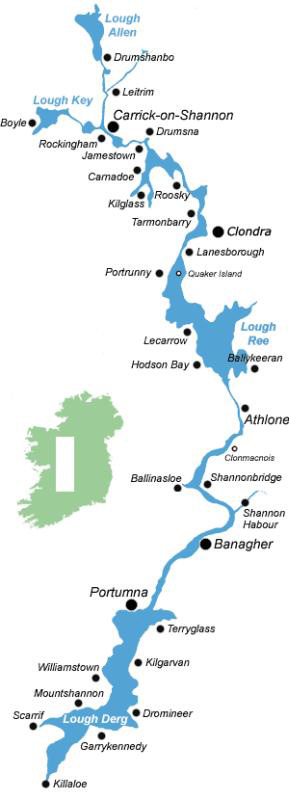 Lough
Allen
Drumshanbo
Leitrim
Lough Key
Carrick-on-Shannon
Boyle
Drumsna
Rockingham
Jamestown
Carnadoe
Roosky
Kilglass
Tarmonbarry
Clondra
Lanesborough
Portrunny
Quaker Island
Lough
Ree
Lecarrow
Ballykeeran
Hodson Bay
Athlone
Clonmacnois
Ballinasloe
Shannonbridge
Shannon
Habour
Banagher
Portumna
Terryglass
Kilgarvan
Williamstown
Mountshannon
Scarrif
Lough Derg
Dromineer
Garrykennedy
Killaloe